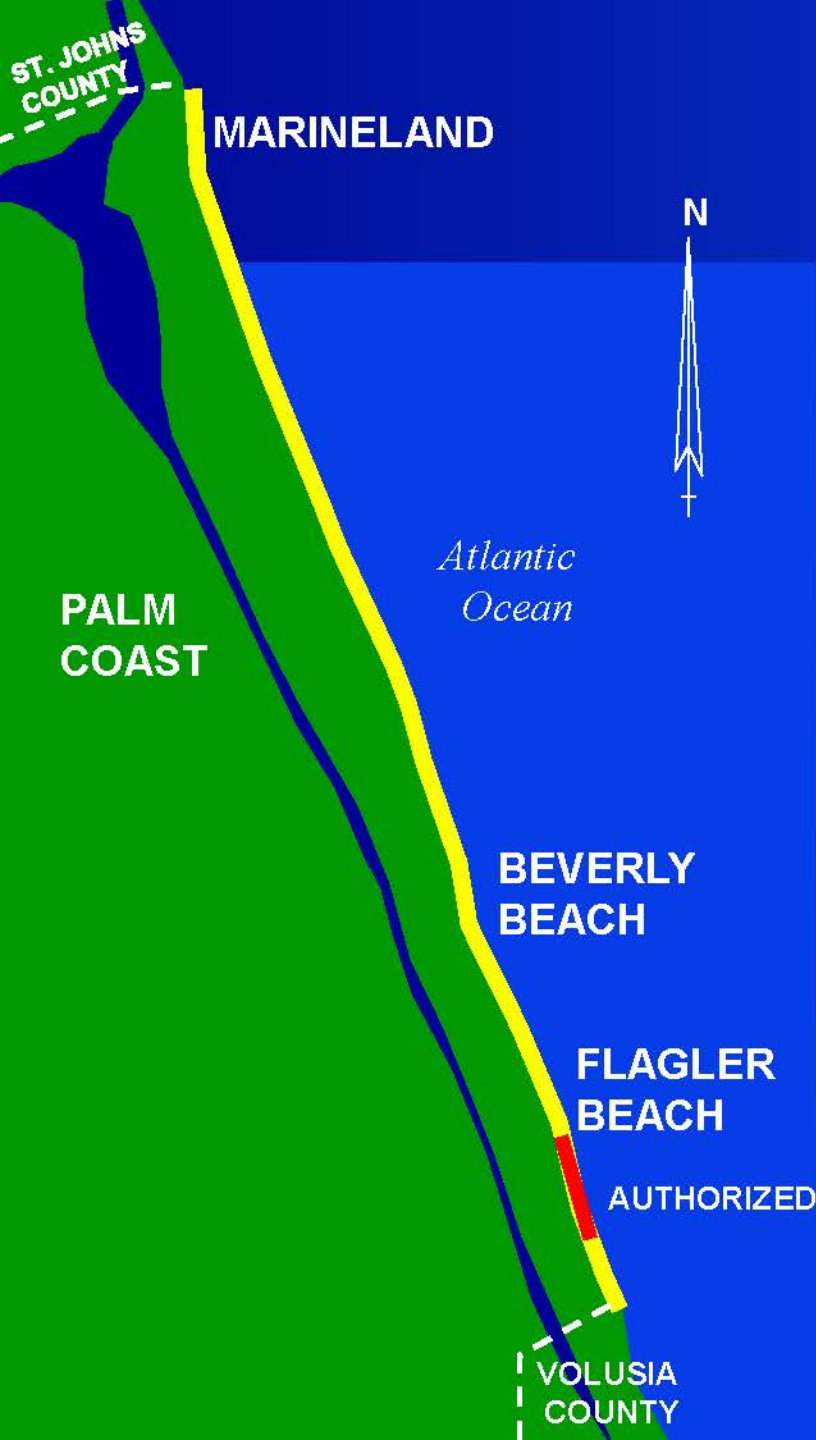 ST. JOHNS
COUNTY
MARINELAND
N
Atlantic
Ocean
PALM
COAST
BEVERLY
BEACH
FLAGLER
BEACH
AUTHORIZED
VOLUSIA
COUNTY